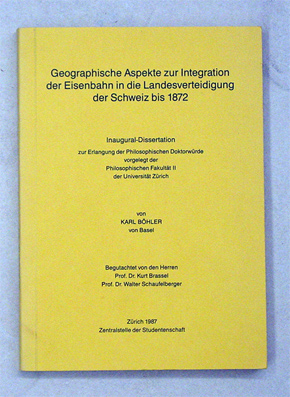 Geographische Aspekte zur Integration
der Eisenbahn in die Landesverteidigung
der Schweiz bis 1872
Inaugural-Dissertation
zur Erlangung der Philosophischen Doktorwürde
vorgelegt der
Philosophischen Fakultät II
der Universität Zürich
von
KARL BÖHLER
von Basel
Begutachtet von den Herren
Prof. Dr. Kurt Brassel
Prof. Dr. Walter Schaufelberger
Zürich 1987
Zentralstelle der Studentenschaft